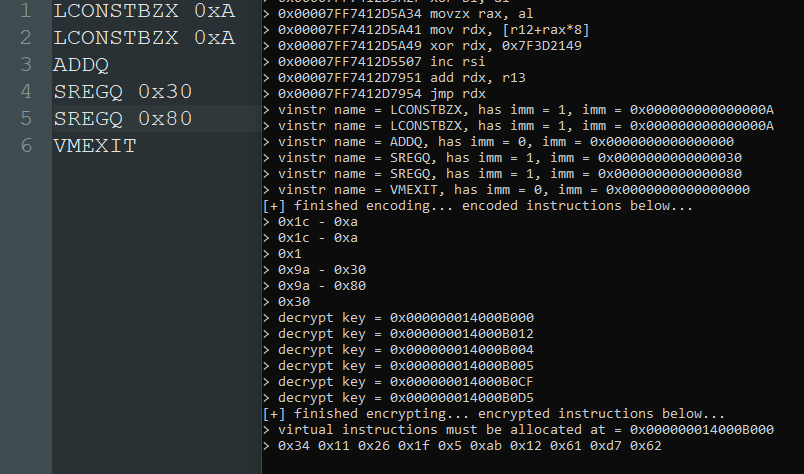 1 LCONSTBZX 0xA
2 LCONSTBZX 0xA
3 ADDQ
4 SREGQ 0x30
5 SREGQ 0x80
6 VMEXIT
> 0x00007FF7412D5A34 movzx rax, al
> 0x00007FF7412D5A41 mov rdx, [r12+rax*8]
> 0x00007FF7412D5A49 xor rdx, 0x7F3D2149
> 0x00007FF7412D5507 inc rsi
> 0x00007FF7412D7951 add rdx, r13
> 0x00007FF7412D7954 jmp rdx
> vinstr name = LCONSTBZX, has imm = 1, imm = 0x000000000000000A
> vinstr name = LCONSTBZX, has imm = 1, imm = 0x000000000000000A
> vinstr name = ADDQ, has imm = 0, imm = 0x0000000000000000
> vinstr name = SREGQ, has imm = 1, imm = 0x0000000000000030
> vinstr name = SREGQ, has imm = 1, imm = 0x0000000000000080
> vinstr name = VMEXIT, has imm = 0, imm = 0x0000000000000000
[+] finished encoding... encoded instructions below...
> 0x1c - 0xa
> 0x1c - 0xa
> 0x1
> 0x9a - 0x30
> 0x9a - 0x80
> 0x30
> decrypt key = 0x000000014000B000
> decrypt key = 0x000000014000B012
> decrypt key = 0x000000014000B004
> decrypt key = 0x000000014000B005
> decrypt key = 0x000000014000B0CF
> decrypt key = 0x000000014000B0D5
[+] finished encrypting... encrypted instructions below...
> virtual instructions must be allocated at = 0x000000014000B000
> 0x34 0x11 0x26 0x1f 0x5 0xab 0x12 0x61 0xd7 0x62